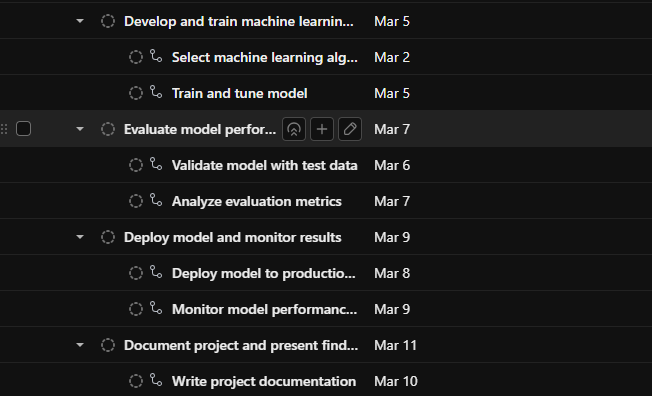 Develop and train machine learnin... Mar 5
Select machine learning alg... Mar 2
Train and tune model Mar 5
Evaluate model perfor... Mar 7
Validate model with test data Mar 6
Analyze evaluation metrics Mar 7
Deploy model and monitor results Mar 9
Deploy model to productio... Mar 8
Monitor model performanc... Mar 9
Document project and present find... Mar 11
Write project documentation Mar 10